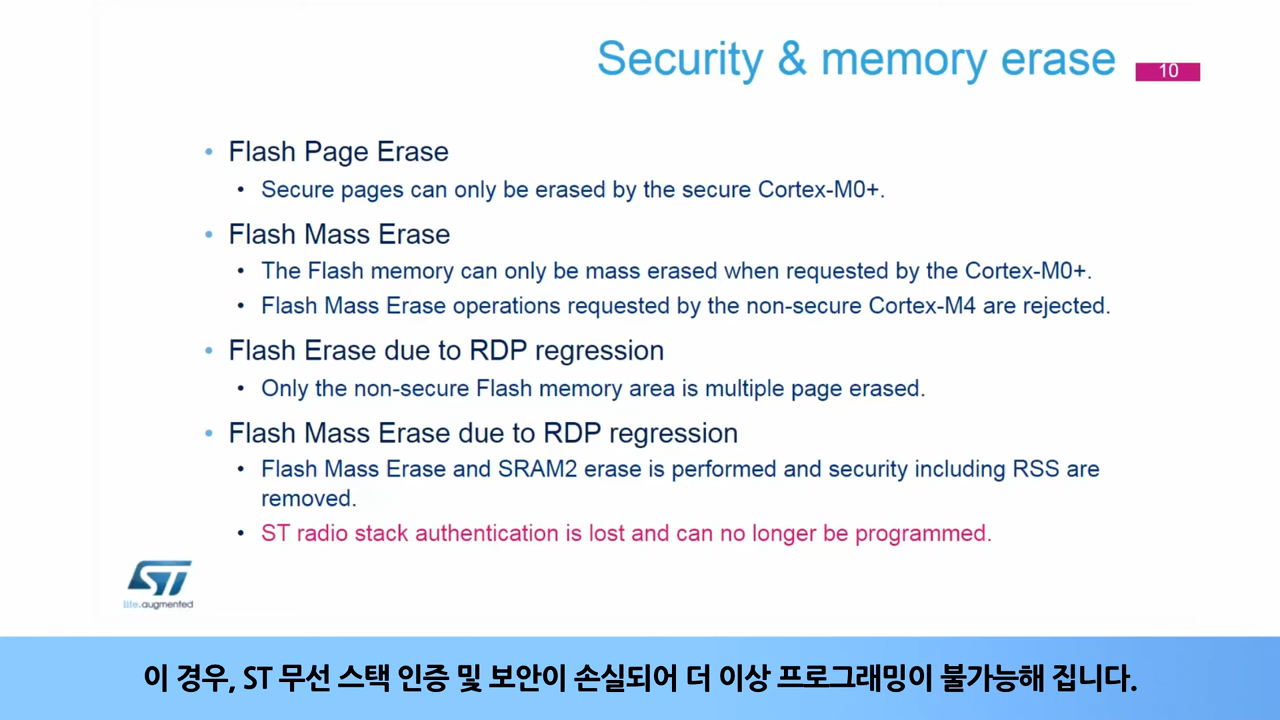 Security & memory erase
10
• Flash Page Erase
• Secure pages can only be erased by the secure Cortex-M0+.
• Flash Mass Erase
• The Flash memory can only be mass erased when requested by the Cortex-M0+.
• Flash Mass Erase operations requested by the non-secure Cortex-M4 are rejected.
• Flash Erase due to RDP regression
• Only the non-secure Flash memory area is multiple page erased.
• Flash Mass Erase due to RDP regression
• Flash Mass Erase and SRAM2 erase is performed and security including RSS are
removed.
• ST radio stack authentication is lost and can no longer be programmed.
ST
life.augmented
이 경우, ST 무선 스택 인증 및 보안이 손실되어 더 이상 프로그래밍이 불가능해 집니다.